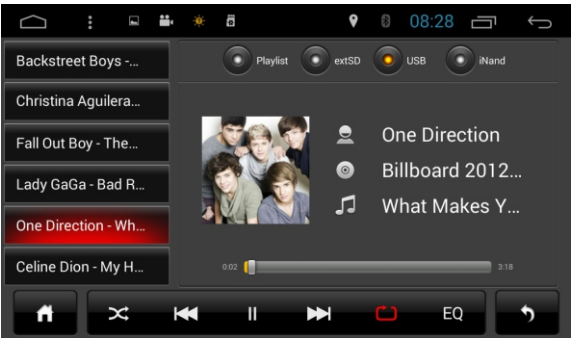 08:28
Playlist
extSD
USB
iNand
Backstreet Boys -...
Christina Aguilera...
Fall Out Boy - The...
Lady GaGa - Bad R...
One Direction - Wh...
Celine Dion - My H...
One Direction
Billboard 2012...
What Makes Y...
0:02
3:18
EQ